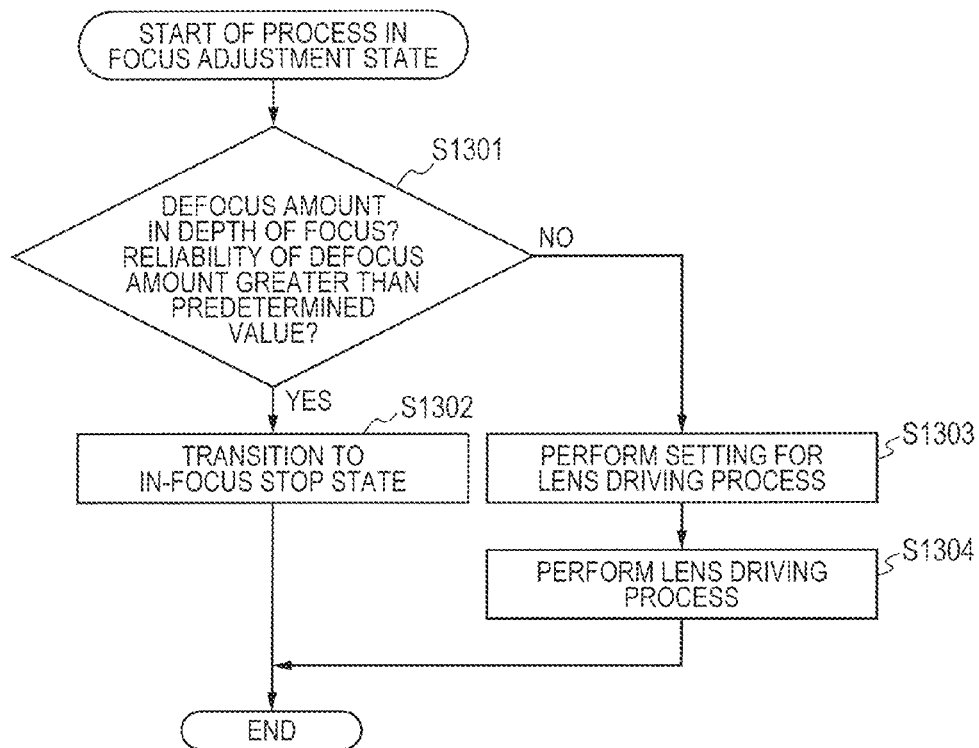 START OF PROCESS IN
FOCUS ADJUSTMENT STATE
S1301
DEFOCUS AMOUNT
IN DEPTH OF FOCUS?
RELIABILITY OF DEFOCUS
AMOUNT GREATER THAN
PREDETERMINED
VALUE?
NO
YES
S1302
TRANSITION TO
IN-FOCUS STOP STATE
S1303
PERFORM SETTING FOR
LENS DRIVING PROCESS
S1304
PERFORM LENS DRIVING
PROCESS
END